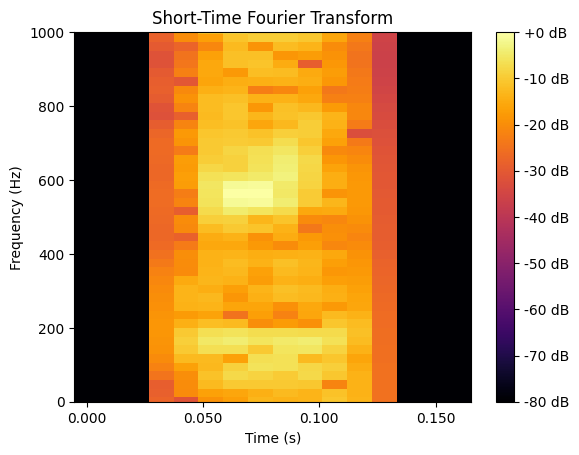 Short-Time Fourier Transform
Frequency (Hz)
1000
800
600
400
200
0
0.000
0.050
0.100
0.150
Time (s)
+0 dB
-10 dB
-20 dB
-30 dB
-40 dB
-50 dB
-60 dB
-70 dB
-80 dB